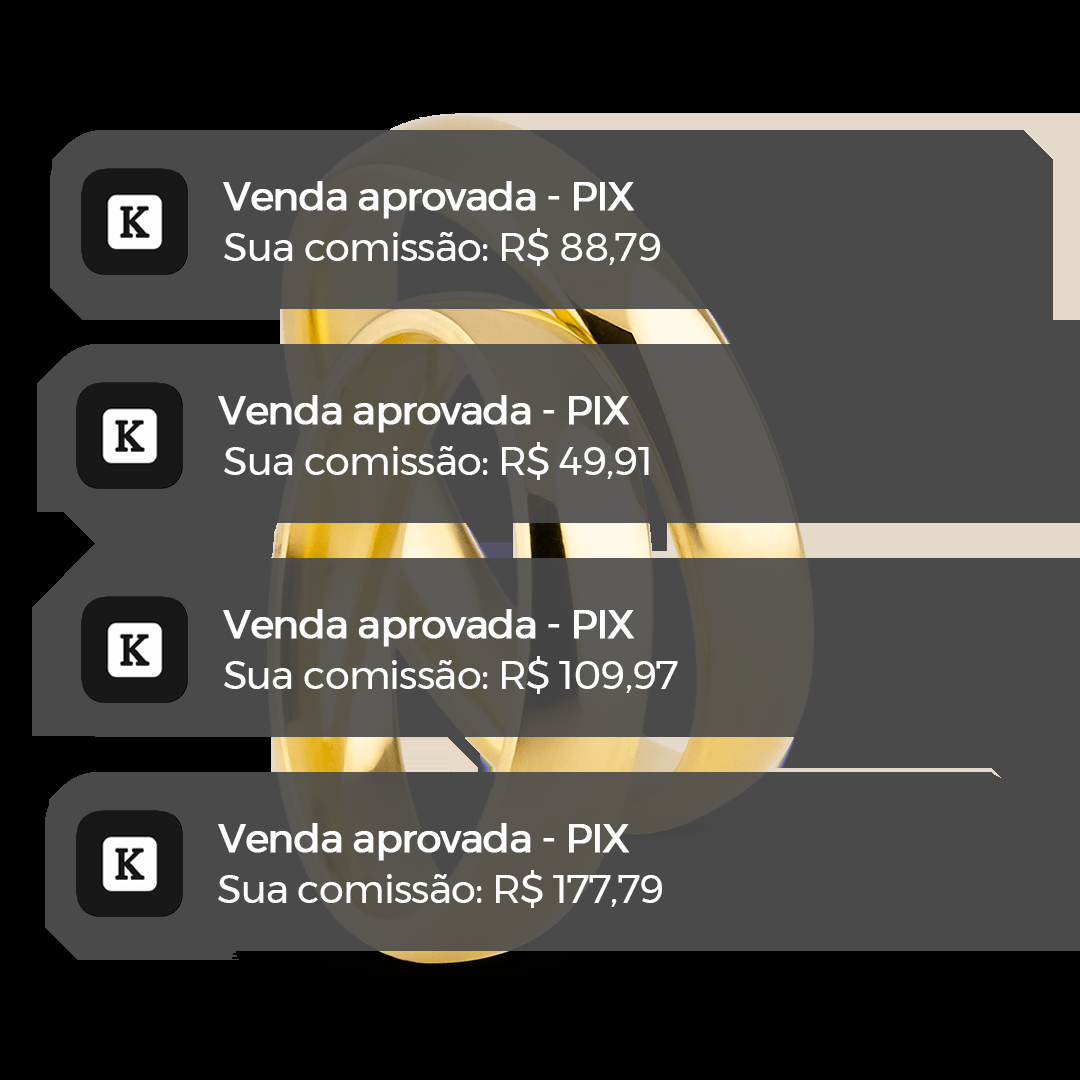 K
Venda aprovada - PIX
Sua comissão: R$ 88,79
K
Venda aprovada - PIX
Sua comissão: R$ 49,91
K
Venda aprovada - PIX
Sua comissão: R$ 109,97
K
Venda aprovada - PIX
Sua comissão: R$ 177,79